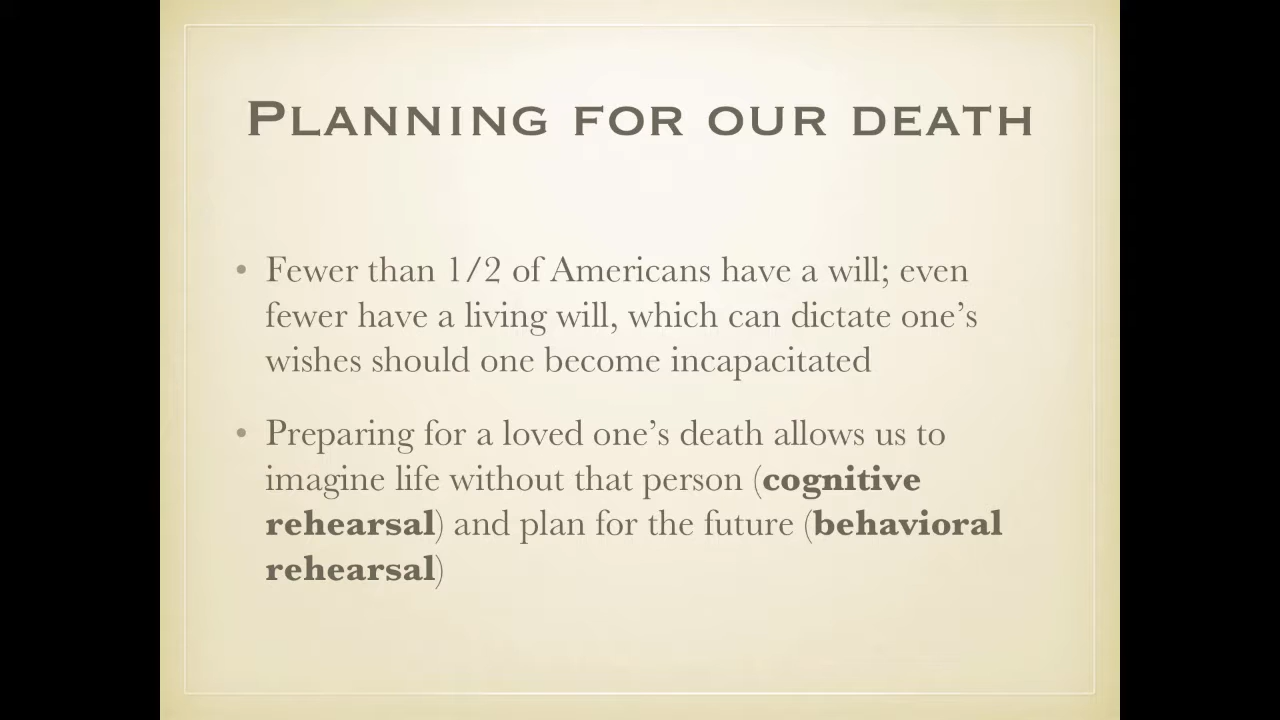 Planning for our death
• Fewer than 1/2 of Americans have a will; even
fewer have a living will, which can dictate one’s
wishes should one become incapacitated
• Preparing for a loved one’s death allows us to
imagine life without that person (cognitive
rehearsal) and plan for the future (behavioral
rehearsal)